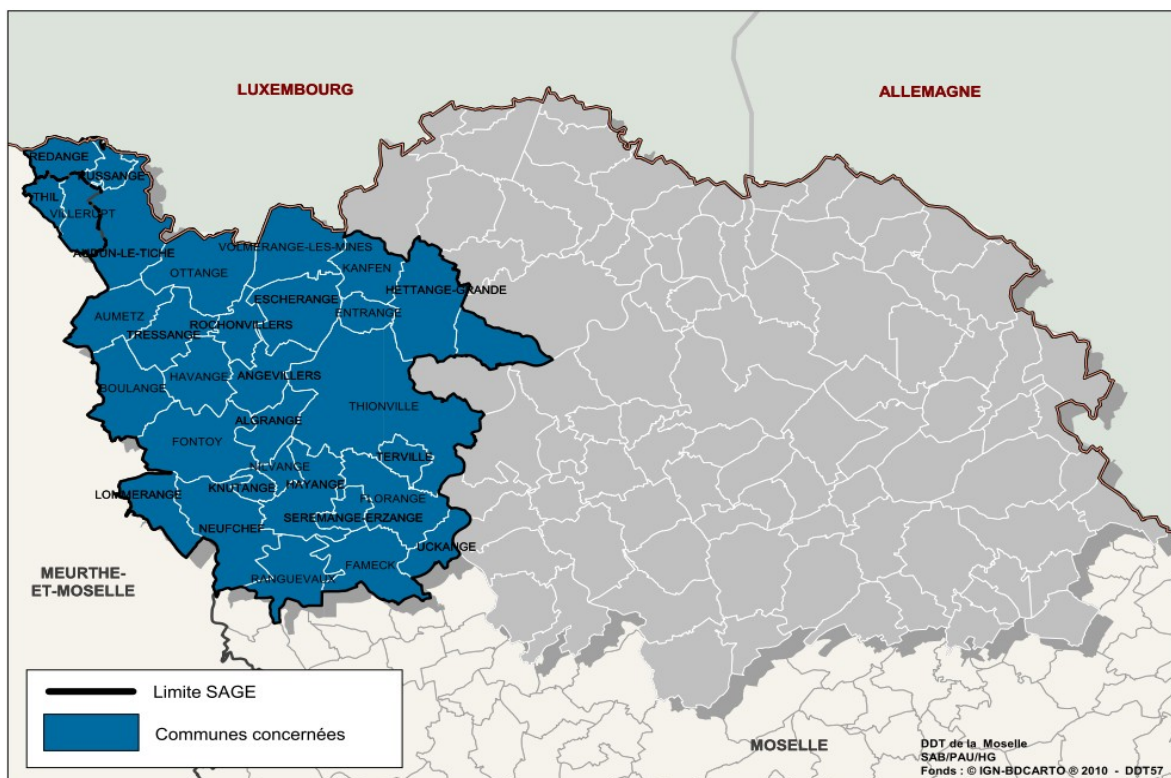 LUXEMBOURG
ALLEMAGNE
REDANGE
RUSSANGE
THIL
VILLERUPT
AUDUN-LE-TICHE
VOLMERANGE-LES-MINES
OTTANGE
KANFEN
ESCHERANGE
HETTANGE-GRANDE
AUMETZ
ENTRANGE
ROCHONVILLERS
TRESSANGE
HAVANGE
ANGEVILLERS
BOULANGE
THIONVILLE
ALGRANGE
FONTOY
TERVILLE
NILVANGE
HAYANGE
KNUTANGE
LOMMERANGE
FLORANGE
SEREMANGE-ERZANGE
NEUFCHEF
UCKANGE
FAMECK
RANGUEVAUX
MEURTHE-
ET-MOSELLE
Limite SAGE
Communes concernées
MOSELLE
DDT de la Moselle
SAB/PAU/HG
Fonds : © IGN-BDCARTO ® 2010 - DDT57